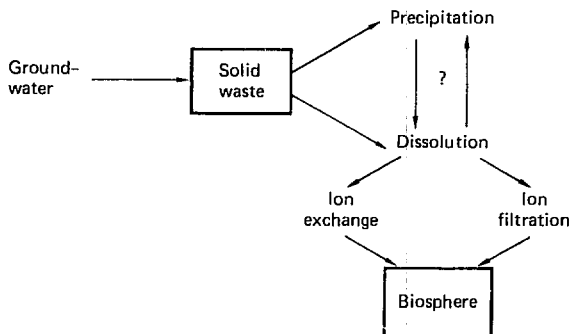 Precipitation
Ground-
water
Solid
waste
?
Dissolution
Ion
exchange
Ion
filtration
Biosphere